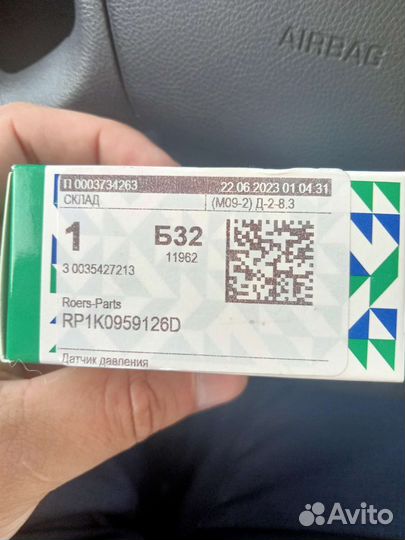 AIRBAG
П 0003734263 22.06.2023 01:04:31
СКЛАД (М09-2) Д-2-8.3
1 Б32
11962
З 0035427213
Roers-Parts
RP1K0959126D
Датчик давления
Avito